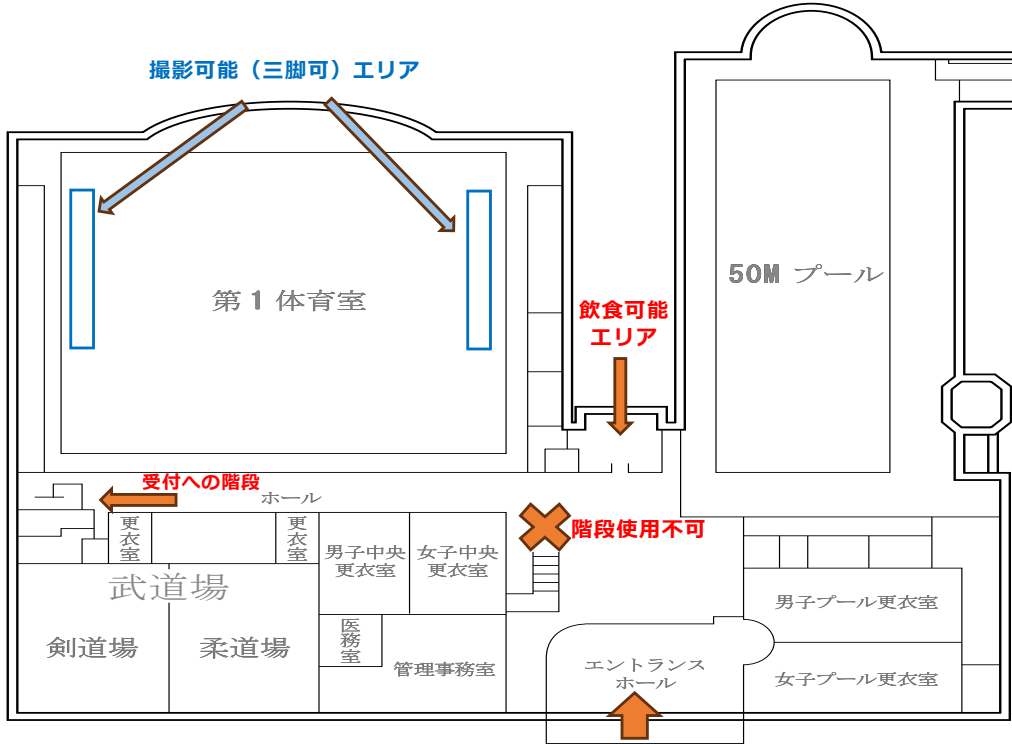 撮影可能（三脚可）エリア
50M プール
第1体育室
飲食可能
エリア
受付への階段
ホール
階段使用不可
更衣室
更衣室
男子中央
更衣室
女子中央
更衣室
武道場
男子プール更衣室
剣道場
柔道場
医務室
管理事務室
エントランス
ホール
女子プール更衣室